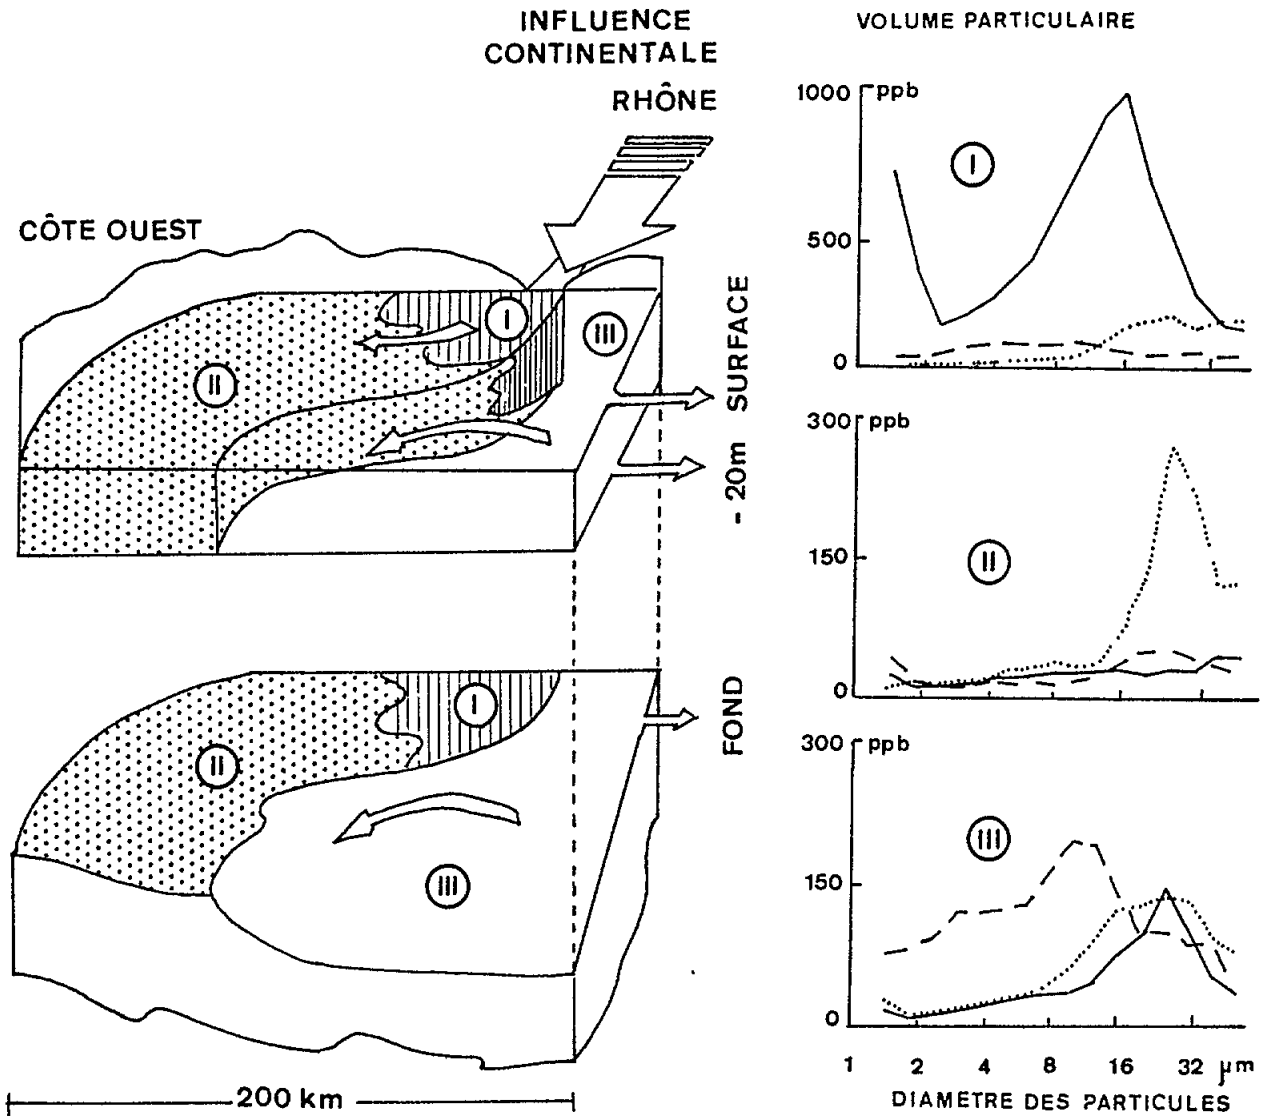 INFLUENCE
CONTINENTALE
RHÔNE
CÔTE OUEST
I
II
III
SURFACE
- 20m
I
II
III
FOND
200 km
VOLUME PARTICULAIRE
1000 ppb
I
500
0
300 ppb
II
150
0
300 ppb
III
150
0
1 2 4 8 16 32 µm
DIAMETRE DES PARTICULES